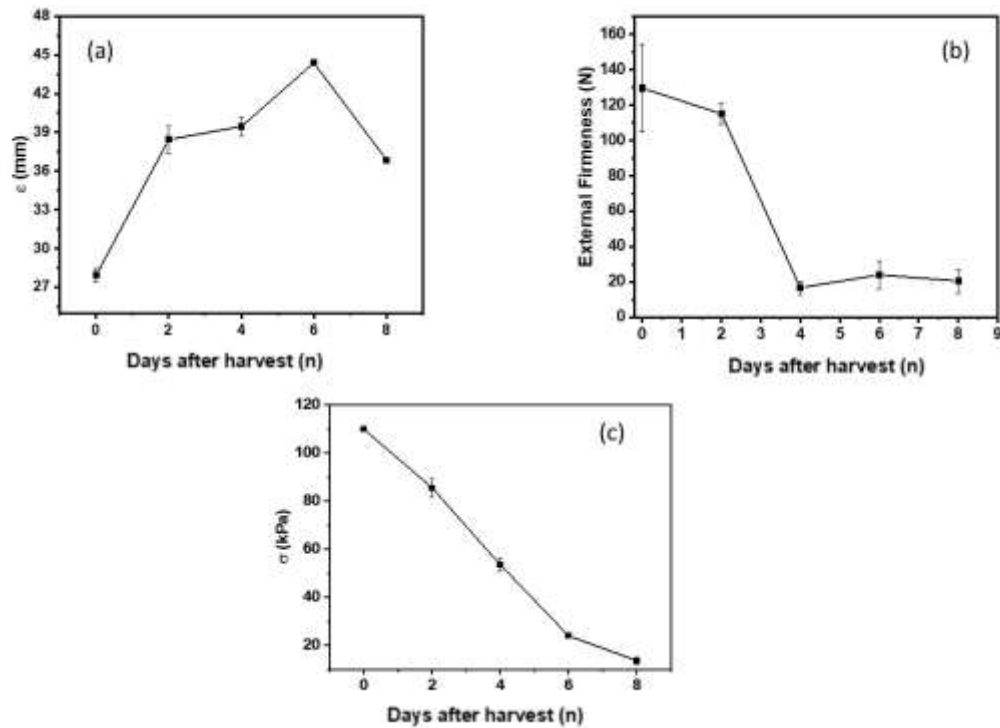 48
45
42
39
36
33
30
27
ε (mm)
(a)
0 2 4 6 8
Days after harvest (n)
160
140
120
100
80
60
40
20
0
External Firmeness (N)
(b)
0 1 2 3 4 5 6 7 8 9
Days after harvest (n)
120
100
80
60
40
20
σ (kPa)
(c)
0 2 4 6 8
Days after harvest (n)